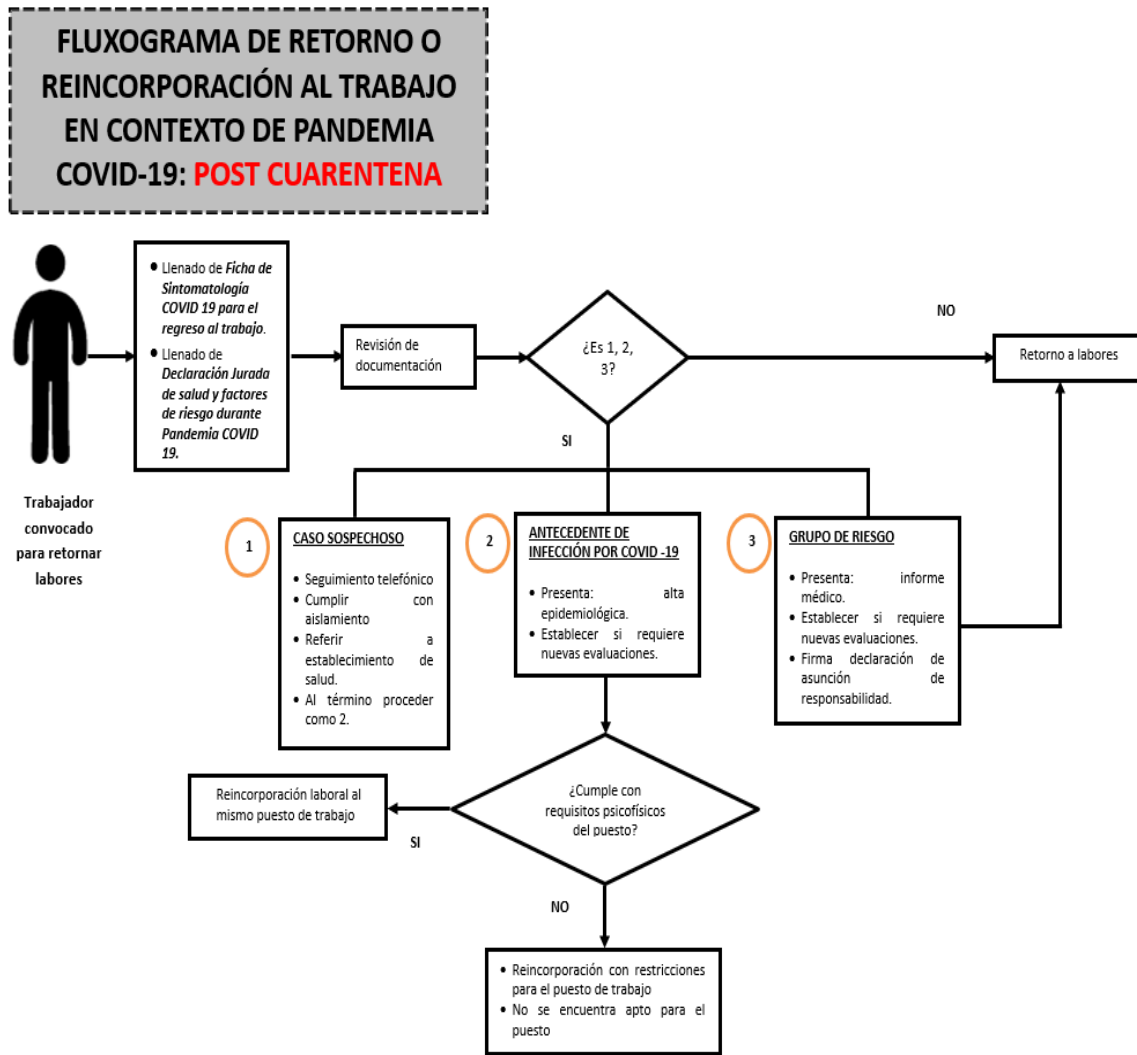 FLUXOGRAMA DE RETORNO O
REINCORPORACIÓN AL TRABAJO
EN CONTEXTO DE PANDEMIA
COVID-19: POST CUARENTENA
Trabajador
convocado
para retornar
labores
• Llenado de Ficha de
Sintomatología
COVID 19 para el
regreso al trabajo.
• Llenado de
Declaración Jurada
de salud y factores
de riesgo durante
Pandemia COVID
19.
Revisión de
documentación
¿Es 1, 2,
3?
NO
Retorno a labores
SI
1
CASO SOSPECHOSO
• Seguimiento telefónico
• Cumplir con
aislamiento
• Referir a
establecimiento de
salud.
• Al término proceder
como 2.
2
ANTECEDENTE DE
INFECCIÓN POR COVID -19
• Presenta: alta
epidemiológica.
• Establecer si requiere
nuevas evaluaciones.
3
GRUPO DE RIESGO
• Presenta: informe
médico.
• Establecer si requiere
nuevas evaluaciones.
• Firma declaración de
asunción de
responsabilidad.
¿Cumple con
requisitos psicofísicos
del puesto?
SI
Reincorporación laboral al
mismo puesto de trabajo
NO
• Reincorporación con restricciones
para el puesto de trabajo
• No se encuentra apto para el
puesto